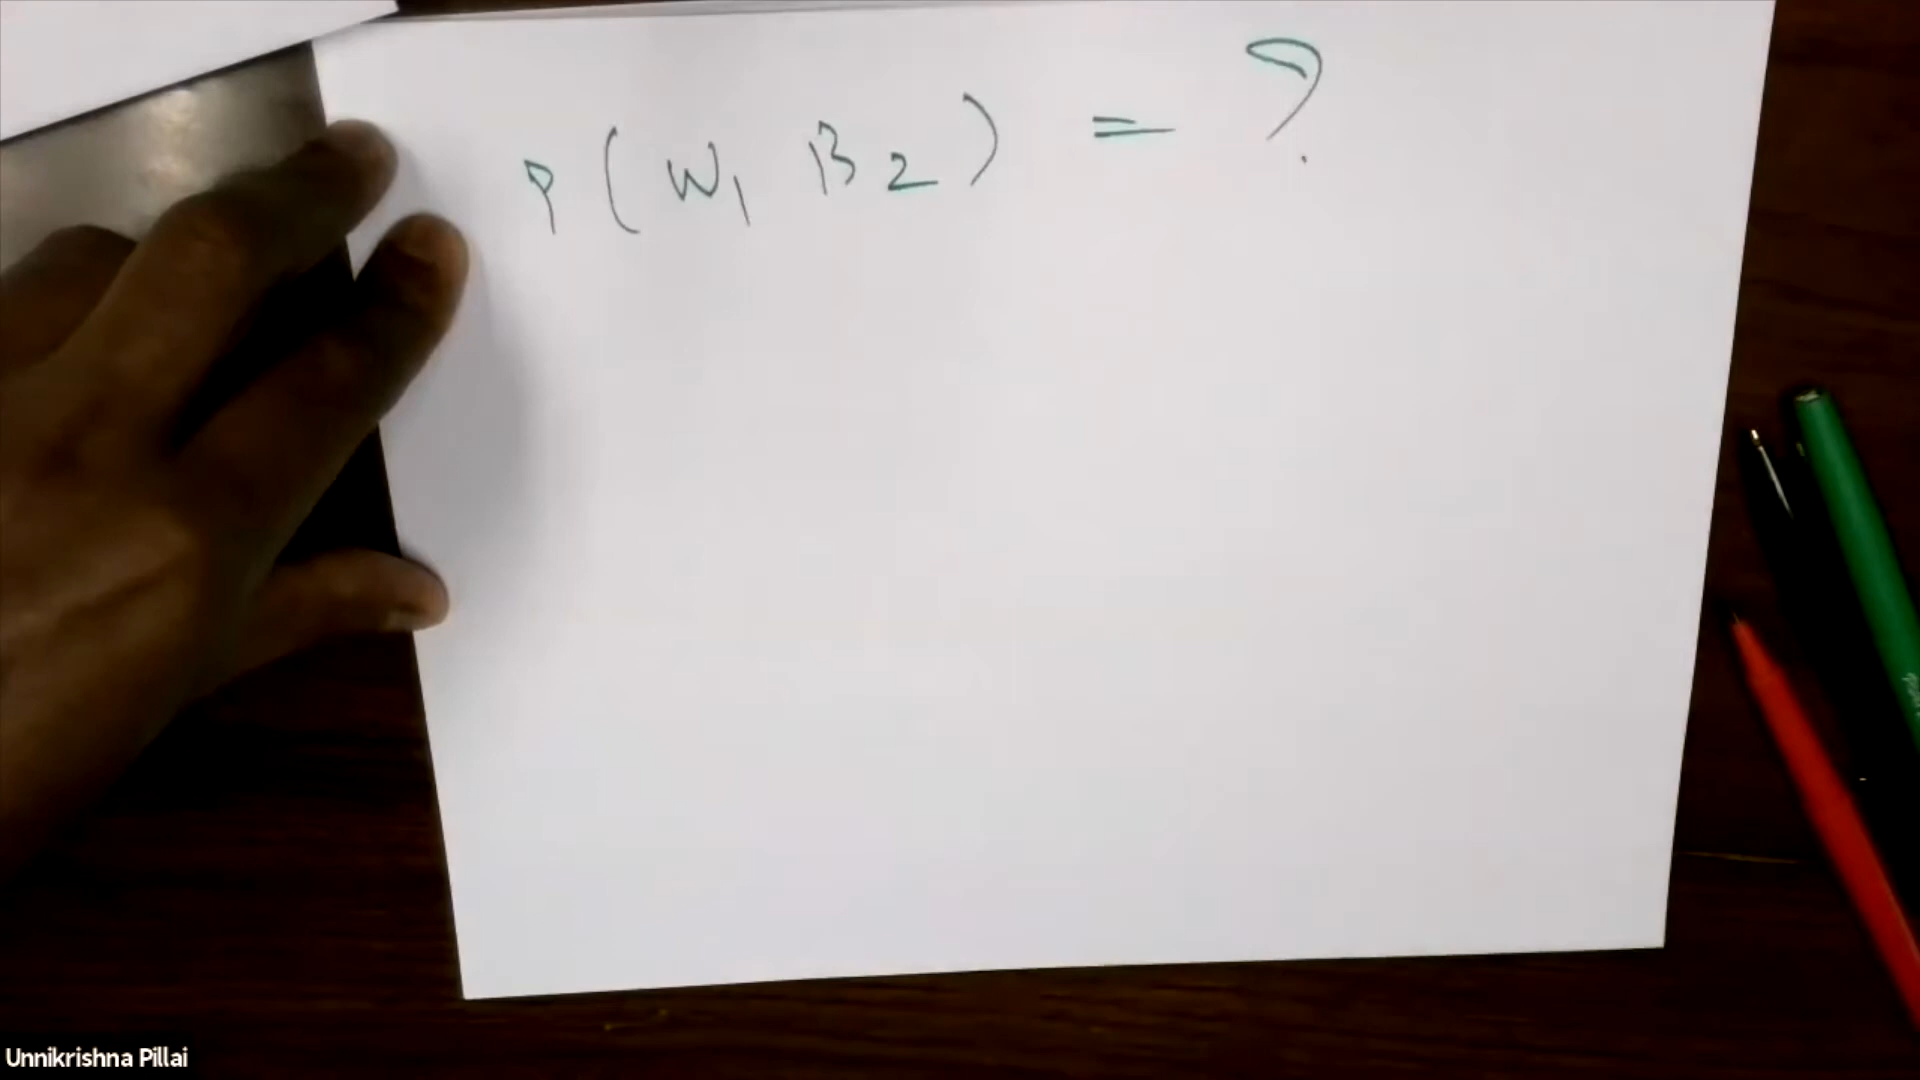 P ( W₁ B₂ ) = ?
Unnikrishna Pillai